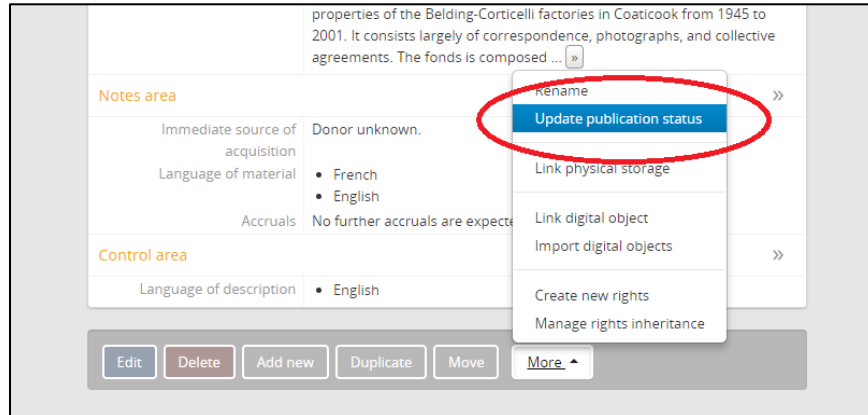 properties of the Belding-Corticelli factories in Coaticook from 1945 to
2001. It consists largely of correspondence, photographs, and collective
agreements. The fonds is composed ... »
Notes area »
Immediate source of acquisition
Donor unknown.
Language of material
• French
• English
Accruals
No further accruals are expecte
Control area »
Language of description
• English
Rename
Update publication status
Link physical storage
Link digital object
Import digital objects
Create new rights
Manage rights inheritance
Edit Delete Add new Duplicate Move More